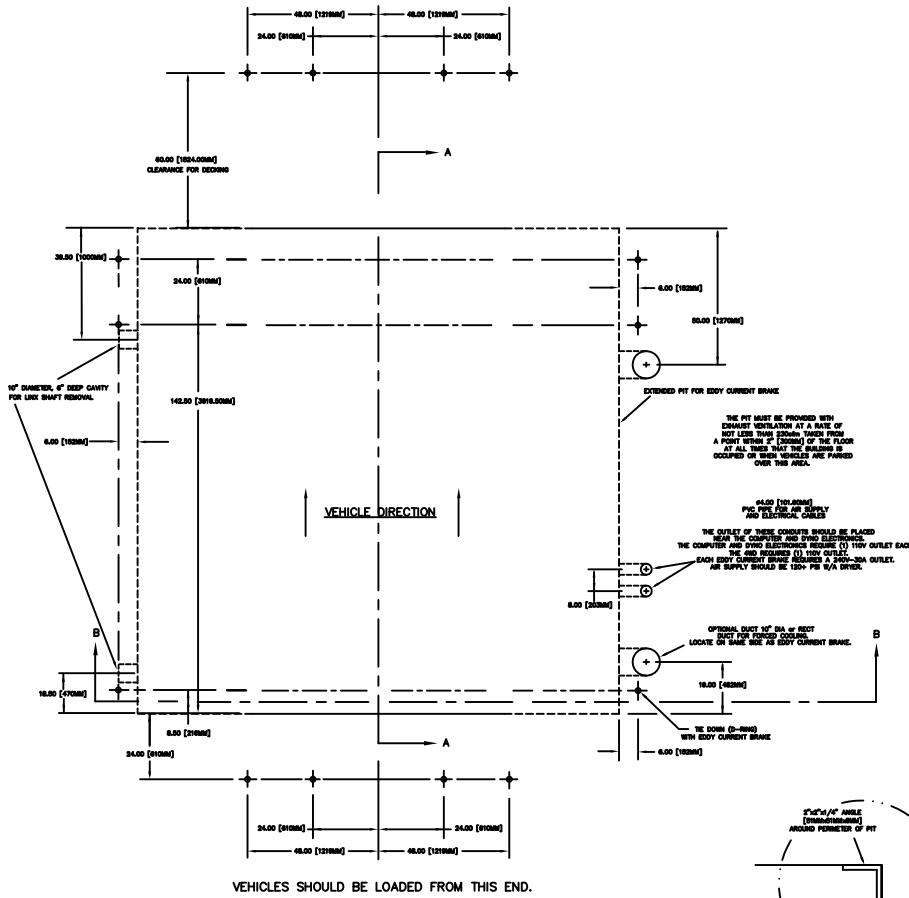 48.00 [1219MM]
48.00 [1219MM]
24.00 [610MM]
24.00 [610MM]
A
60.00 [1524.00MM]
CLEARANCE FOR DECKING
39.50 [1000MM]
24.00 [610MM]
6.00 [152MM]
50.00 [1270MM]
10" DIAMETER, 6" DEEP CAVITY
FOR LINX SHAFT REMOVAL
142.50 [3619.50MM]
EXTENDED PIT FOR EDDY CURRENT BRAKE
6.00 [152MM]
THE PIT MUST BE PROVIDED WITH
EXHAUST VENTILATION AT A RATE OF
NOT LESS THAN 230cfm TAKEN FROM
A POINT WITHIN 2" [300MM] OF THE FLOOR
AT ALL TIMES THAT THE BUILDING IS
OCCUPIED OR WHEN VEHICLES ARE PARKED
OVER THIS AREA.
VEHICLE DIRECTION
ø4.00 [101.60MM]
PVC PIPE FOR AIR SUPPLY
AND ELECTRICAL CABLES
THE OUTLET OF THESE CONDUITS SHOULD BE PLACED
NEAR THE COMPUTER AND DYNO ELECTRONICS.
THE COMPUTER AND DYNO ELECTRONICS REQUIRE (1) 110V OUTLET EAC
THE 4WD REQUIRES (1) 110V OUTLET.
EACH EDDY CURRENT BRAKE REQUIRES A 240V-30A OUTLET.
AIR SUPPLY SHOULD BE 120+ PSI W/A DRYER.
8.00 [203MM]
OPTIONAL DUCT 10" DIA or RECT
DUCT FOR FORCED COOLING.
LOCATE ON SAME SIDE AS EDDY CURRENT BRAKE.
B
B
18.50 [470MM]
8.50 [216MM]
TIE DOWN (D-RING)
WITH EDDY CURRENT BRAKE
A
24.00 [610MM]
6.00 [152MM]
2"x2"x1/4" ANGLE
AROUND PERIMETER OF PIT
24.00 [610MM]
24.00 [610MM]
48.00 [1219MM]
48.00 [1219MM]
VEHICLES SHOULD BE LOADED FROM THIS END.